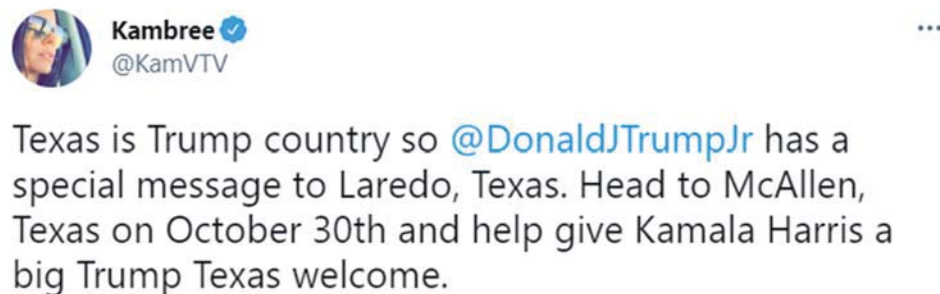 Kambree
@KamVTV
Texas is Trump country so @DonaldJTrumpJr has a
special message to Laredo, Texas. Head to McAllen,
Texas on October 30th and help give Kamala Harris a
big Trump Texas welcome.